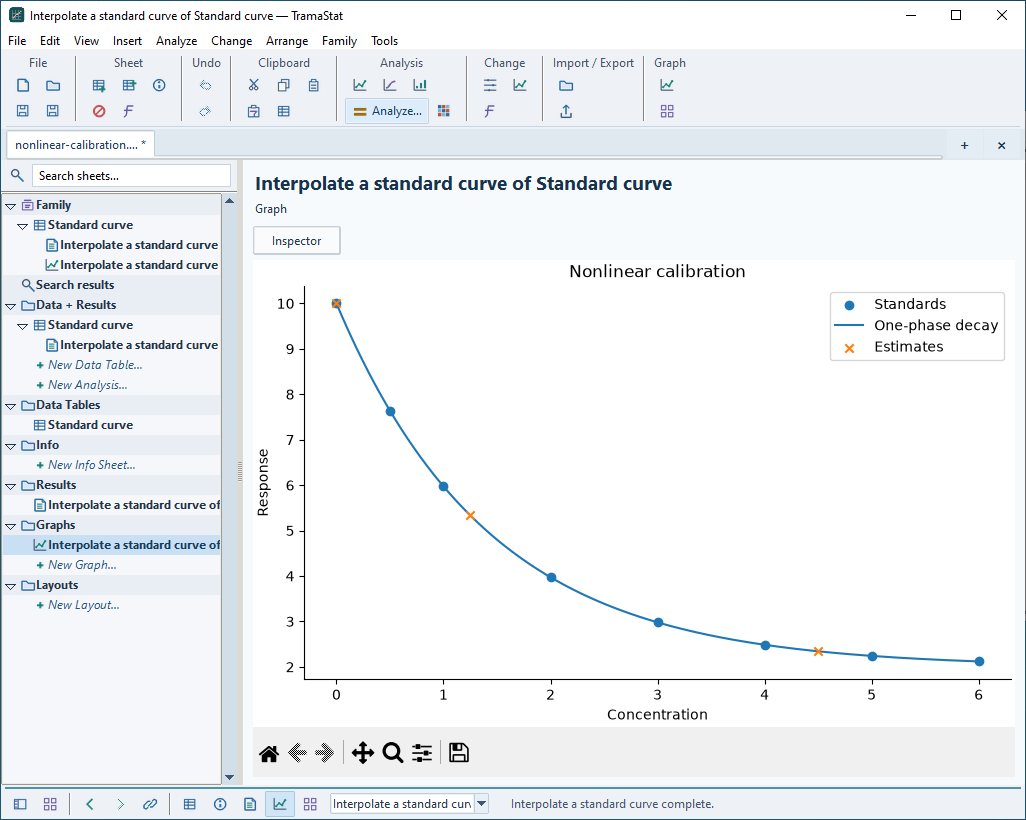 Interpolate a standard curve of Standard curve — TramaStat
File Edit View Insert Analyze Change Arrange Family Tools
File Sheet Undo Clipboard Analysis Change Import / Export Graph
Analyze...
nonlinear-calibration.... *
+
Search sheets...
Family
Standard curve
Interpolate a standard curve
Interpolate a standard curve
Search results
Data + Results
Standard curve
Interpolate a standard curve
New Data Table...
New Analysis...
Data Tables
Standard curve
Info
New Info Sheet...
Results
Interpolate a standard curve of
Graphs
Interpolate a standard curve of
New Graph...
Layouts
New Layout...
Interpolate a standard curve of Standard curve
Graph
Inspector
Nonlinear calibration
Standards
One-phase decay
Estimates
10
9
8
7
6
5
4
3
2
Response
0 1 2 3 4 5 6
Concentration
Interpolate a standard cur
Interpolate a standard curve complete.